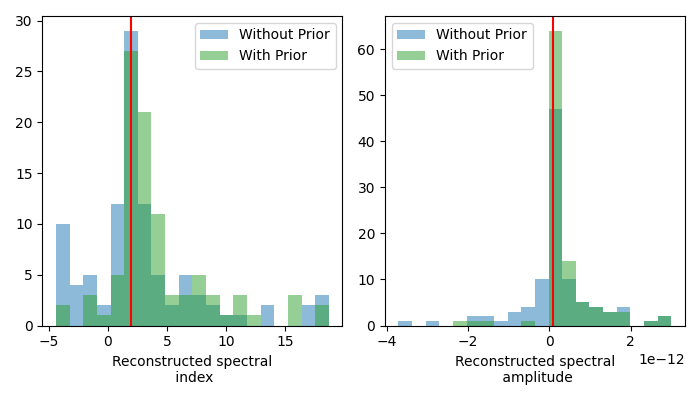 Without Prior
With Prior
30
25
20
15
10
5
0
−5
0
5
10
15
Reconstructed spectral
index
Without Prior
With Prior
60
50
40
30
20
10
0
−4
−2
0
2
1e−12
Reconstructed spectral
amplitude